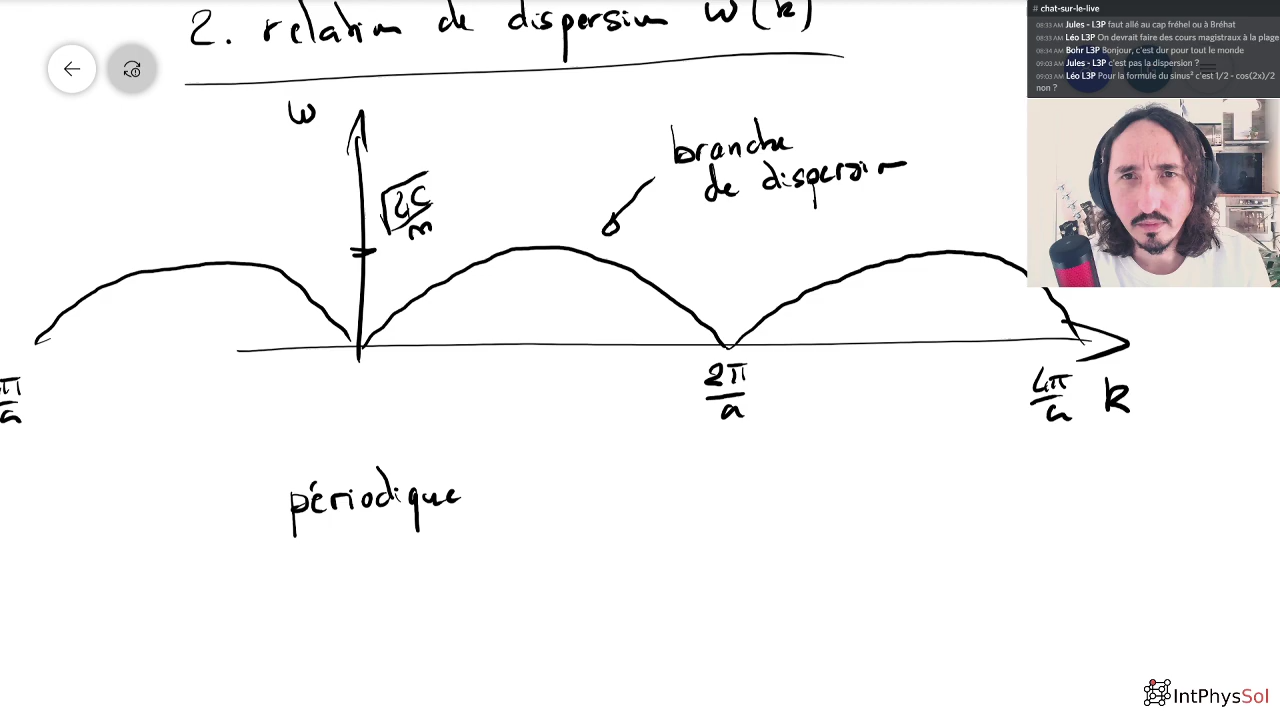 2. relation de dispersion ω(k)
# chat-sur-le-live
08:33 AM Jules - L3P faut allé au cap fréhel ou à Bréhat
08:33 AM Léo L3P On devrait faire des cours magistraux à la plage
08:34 AM Bohr L3P Bonjour, c'est dur pour tout le monde
09:03 AM Jules - L3P c'est pas la dispersion ?
09:03 AM Léo L3P Pour la formule du sinus² c'est 1/2 - cos(2x)/2
non ?
ω
branche
de dispersion
2π
a
4π
a
k
π
a
périodique
IntPhysSol